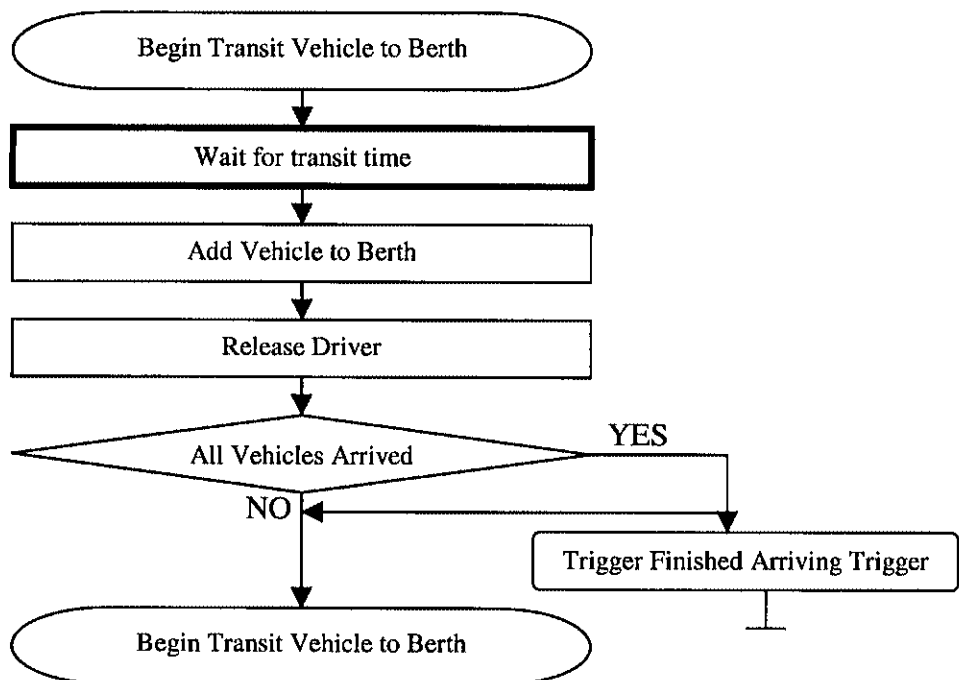 Begin Transit Vehicle to Berth
Wait for transit time
Add Vehicle to Berth
Release Driver
All Vehicles Arrived
YES
NO
Trigger Finished Arriving Trigger
Begin Transit Vehicle to Berth